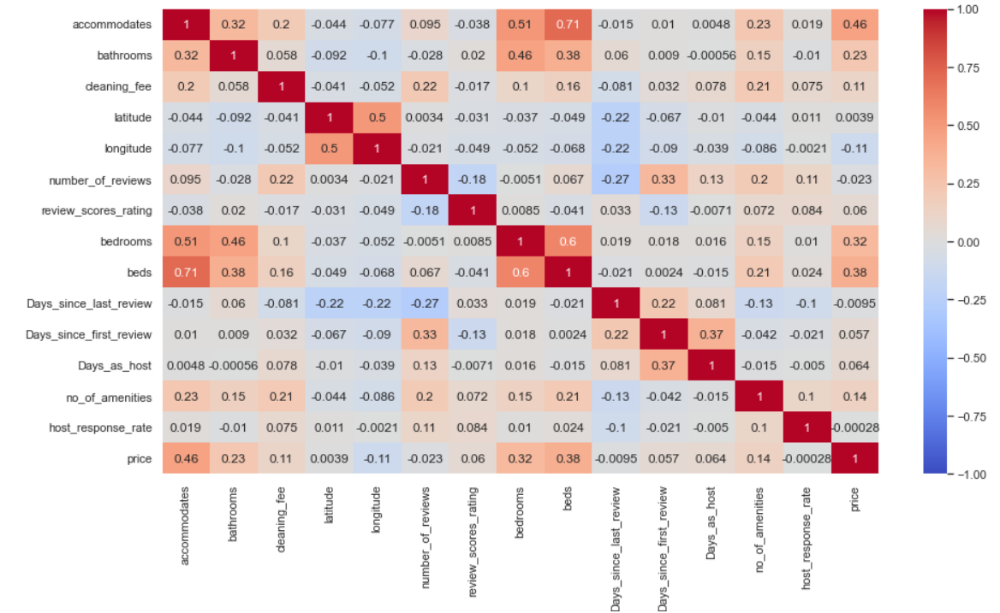 accommodates 1 0.32 0.2 -0.044 -0.077 0.095 -0.038 0.51 0.71 -0.015 0.01 0.0048 0.23 0.019 0.46
bathrooms 0.32 1 0.058 -0.092 -0.1 -0.028 0.02 0.46 0.38 0.06 0.009 -0.00056 0.15 -0.01 0.23
cleaning_fee 0.2 0.058 1 -0.041 -0.052 0.22 -0.017 0.1 0.16 -0.081 0.032 0.078 0.21 0.075 0.11
latitude -0.044 -0.092 -0.041 1 0.5 0.0034 -0.031 -0.037 -0.049 -0.22 -0.067 -0.01 -0.044 0.011 0.0039
longitude -0.077 -0.1 -0.052 0.5 1 -0.021 -0.049 -0.052 -0.068 -0.22 -0.09 -0.039 -0.086 -0.0021 -0.11
number_of_reviews 0.095 -0.028 0.22 0.0034 -0.021 1 -0.18 -0.0051 0.067 -0.27 0.33 0.13 0.2 0.11 -0.023
review_scores_rating -0.038 0.02 -0.017 -0.031 -0.049 -0.18 1 0.0085 -0.041 0.033 -0.13 -0.0071 0.072 0.084 0.06
bedrooms 0.51 0.46 0.1 -0.037 -0.052 -0.0051 0.0085 1 0.6 0.019 0.018 0.016 0.15 0.01 0.32
beds 0.71 0.38 0.16 -0.049 -0.068 0.067 -0.041 0.6 1 -0.021 0.0024 -0.015 0.21 0.024 0.38
Days_since_last_review -0.015 0.06 -0.081 -0.22 -0.22 -0.27 0.033 0.019 -0.021 1 0.22 0.081 -0.13 -0.1 -0.0095
Days_since_first_review 0.01 0.009 0.032 -0.067 -0.09 0.33 -0.13 0.018 0.0024 0.22 1 0.37 -0.042 -0.021 0.057
Days_as_host 0.0048 -0.00056 0.078 -0.01 -0.039 0.13 -0.0071 0.016 -0.015 0.081 0.37 1 -0.015 -0.005 0.064
no_of_amenities 0.23 0.15 0.21 -0.044 -0.086 0.2 0.072 0.15 0.21 -0.13 -0.042 -0.015 1 0.1 0.14
host_response_rate 0.019 -0.01 0.075 0.011 -0.0021 0.11 0.084 0.01 0.024 -0.1 -0.021 -0.005 0.1 1 -0.00028
price 0.46 0.23 0.11 0.0039 -0.11 -0.023 0.06 0.32 0.38 -0.0095 0.057 0.064 0.14 -0.00028 1
accommodates
bathrooms
cleaning_fee
latitude
longitude
number_of_reviews
review_scores_rating
bedrooms
beds
Days_since_last_review
Days_since_first_review
Days_as_host
no_of_amenities
host_response_rate
price
1.00
0.75
0.50
0.25
0.00
−0.25
−0.50
−0.75
−1.00